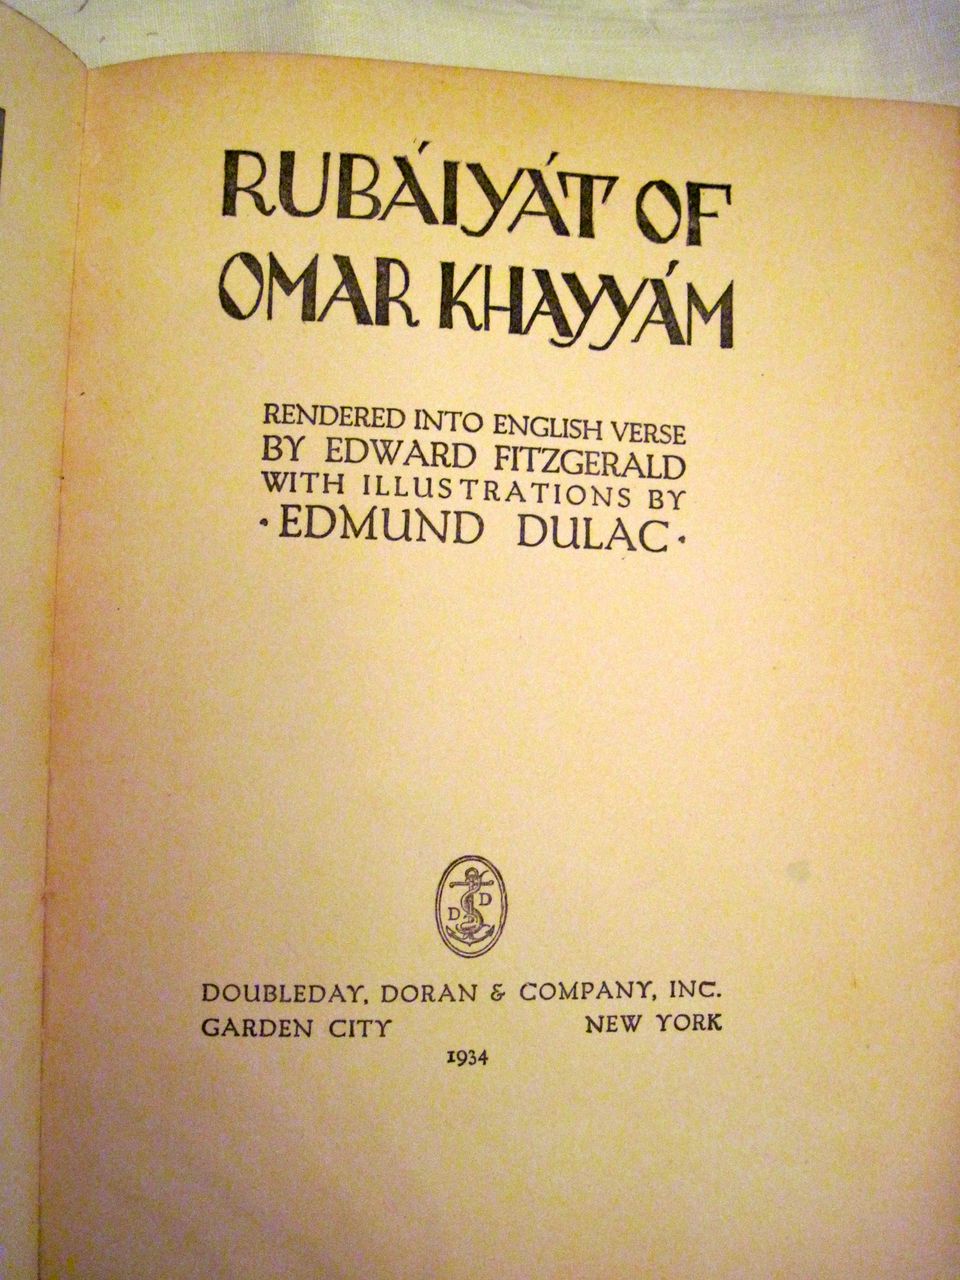 RUBÁIYÁT OF
OMAR KHAYYÁM
RENDERED INTO ENGLISH VERSE
BY EDWARD FITZGERALD
WITH ILLUSTRATIONS BY
·EDMUND DULAC·
D D
DOUBLEDAY, DORAN & COMPANY, INC.
GARDEN CITY NEW YORK
1934